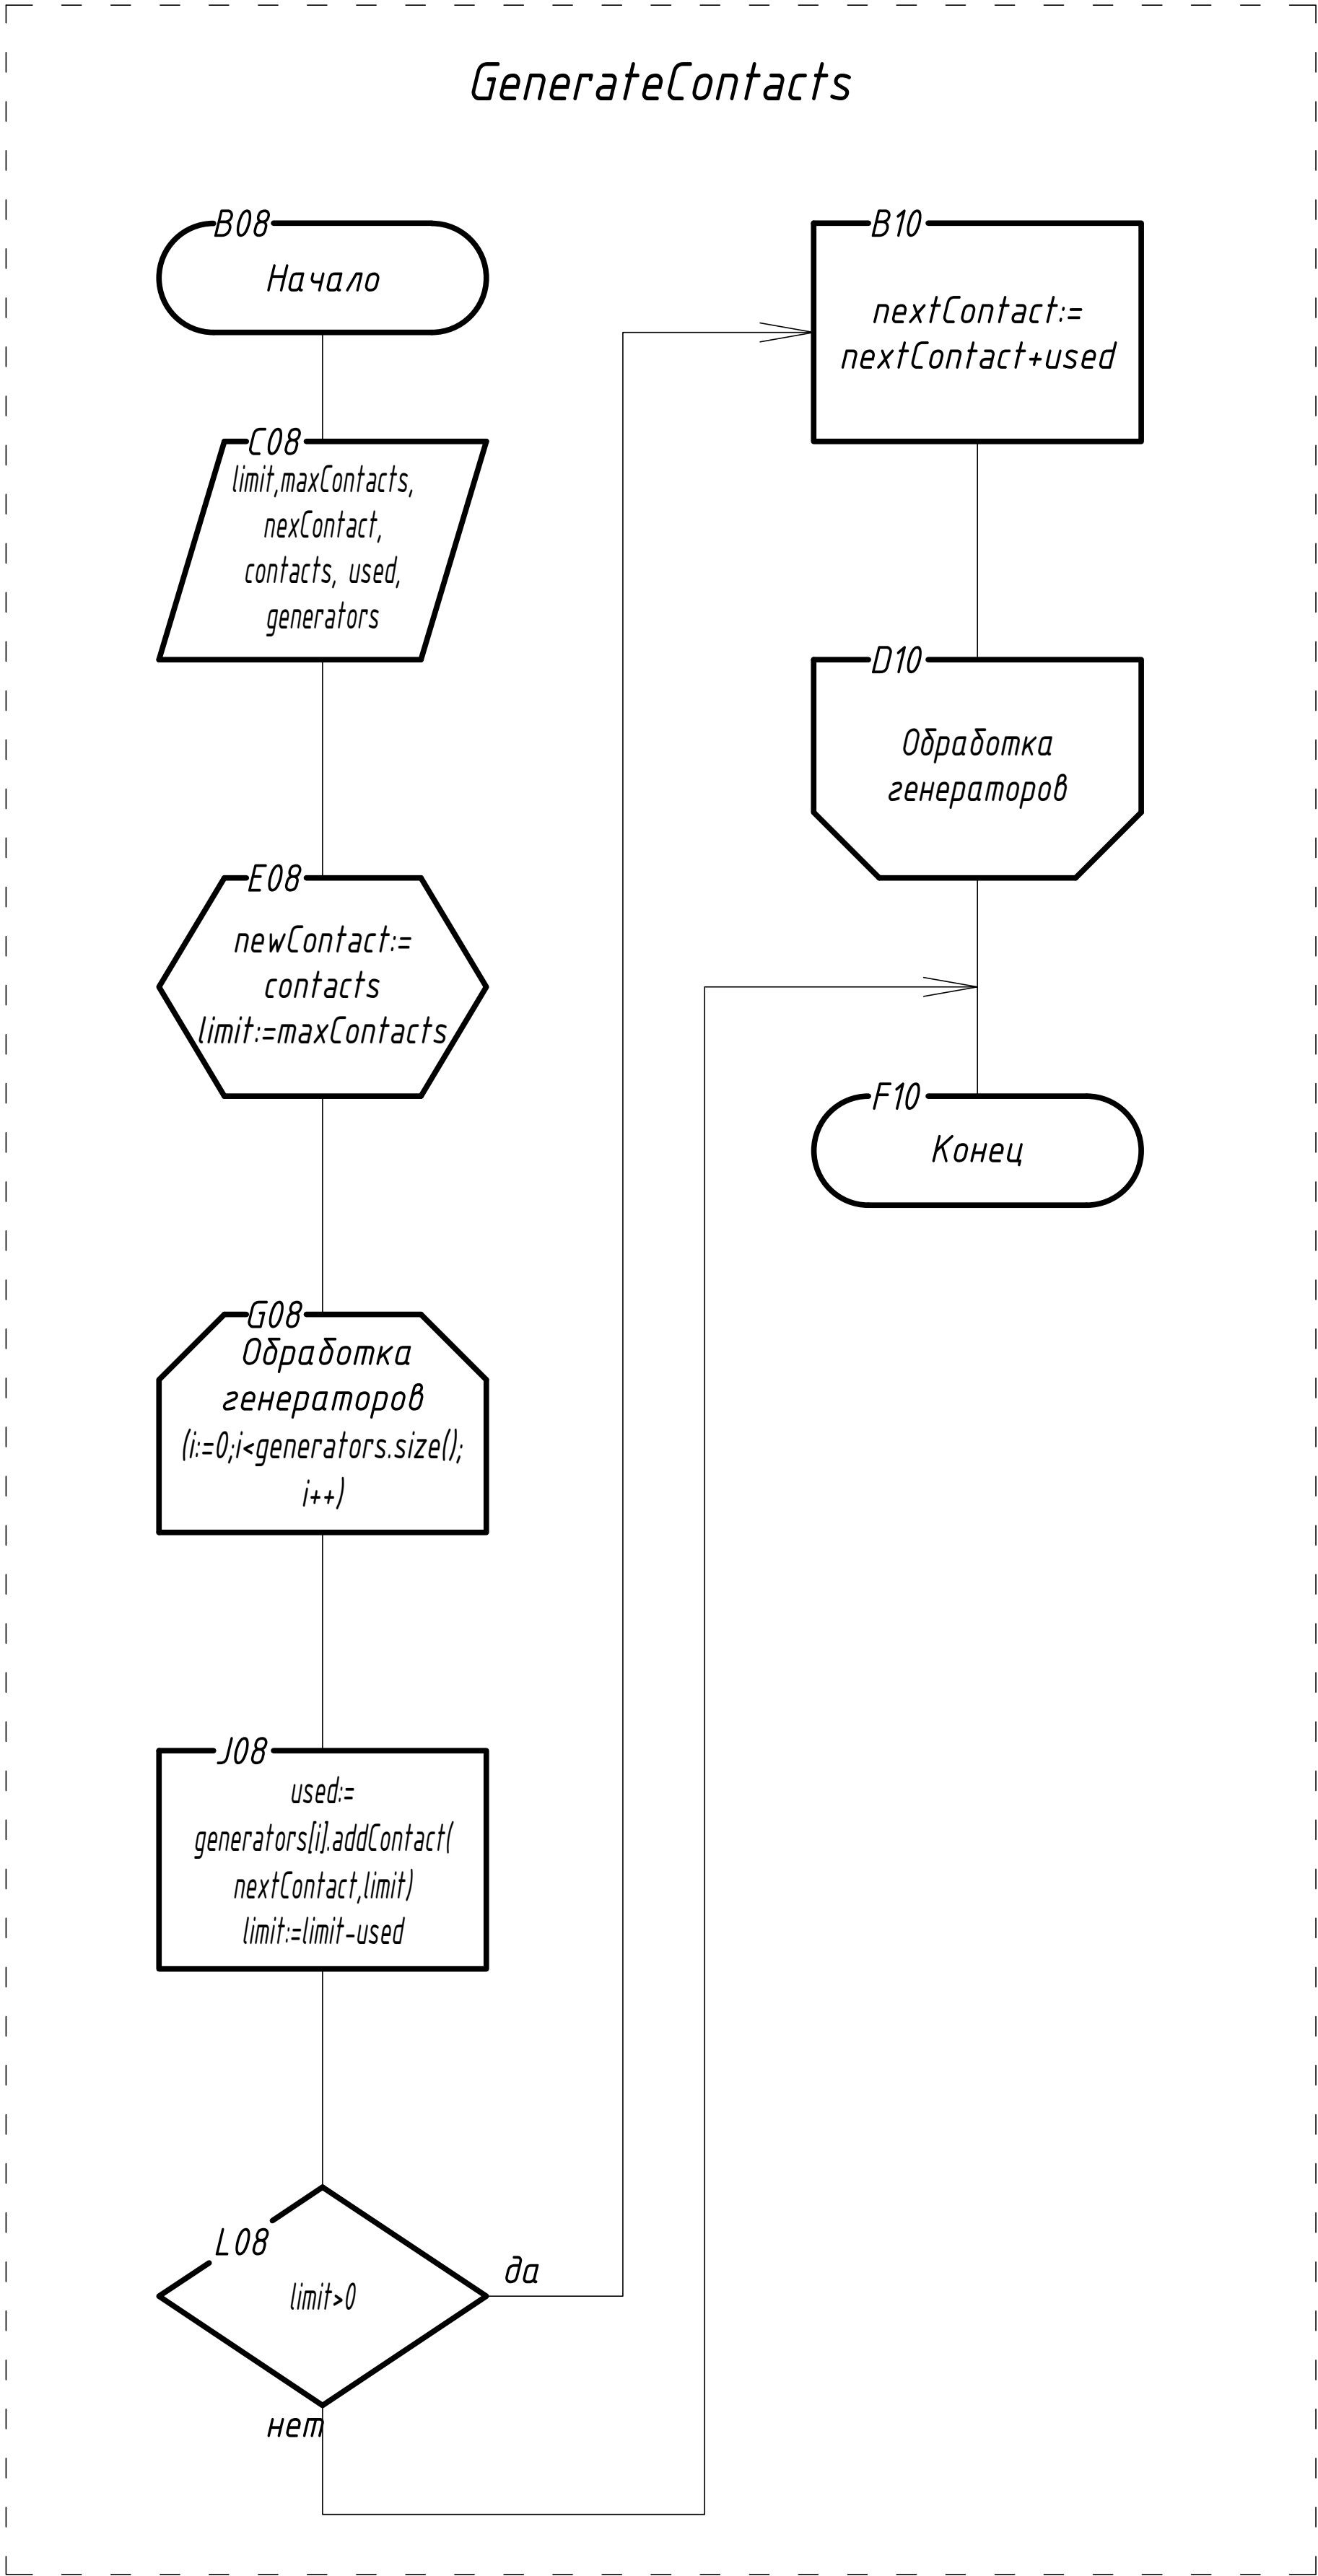 GenerateContacts
B08
Начало
C08
limit,maxContacts,
nexContact,
contacts, used,
generators
E08
newContact:=
contacts
limit:=maxContacts
G08
Обработка
генераторов
(i:=0;i<generators.size();
i++)
J08
used:=
generators[i].addContact(
nextContact,limit)
limit:=limit-used
L08
limit>0
да
нет
B10
nextContact:=
nextContact+used
D10
Обработка
генераторов
F10
Конец